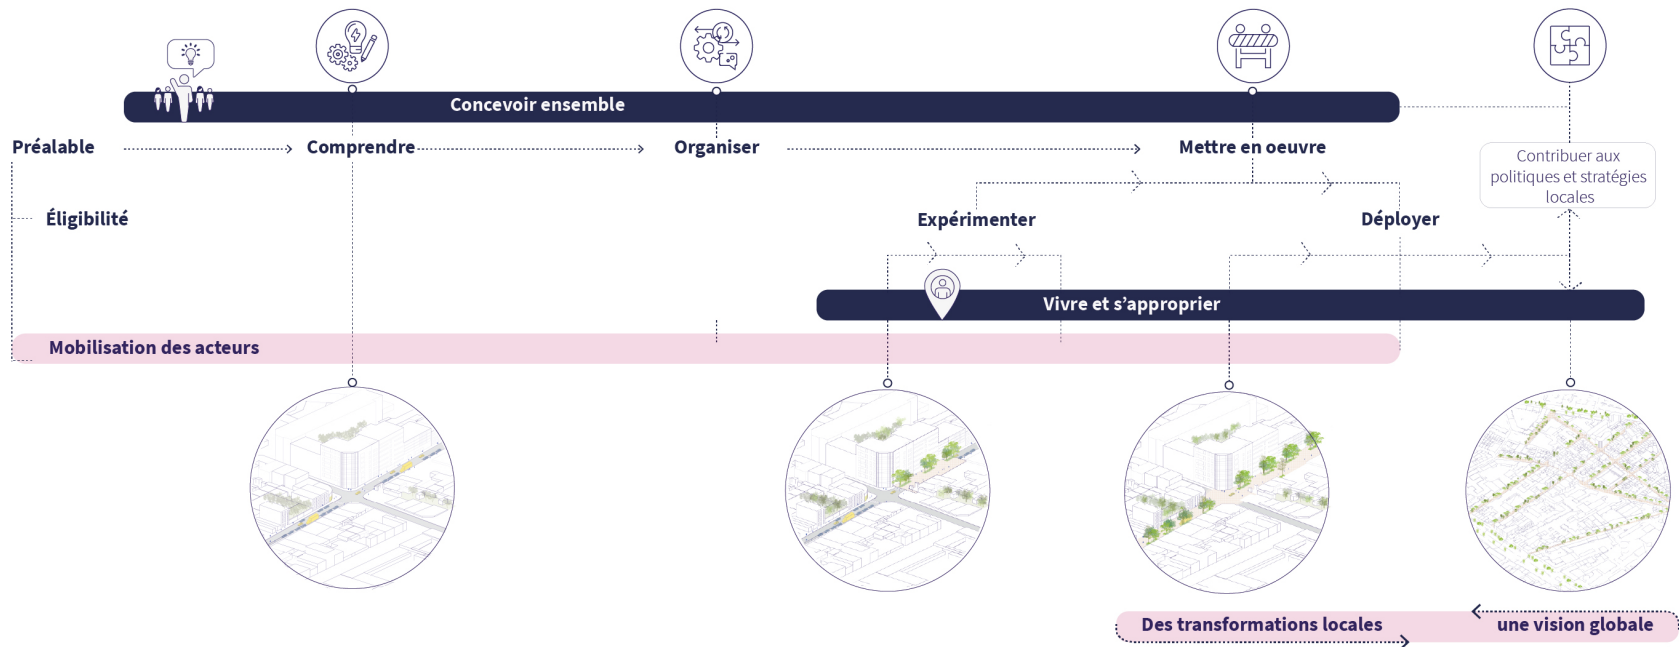 Concevoir ensemble
Préalable
Comprendre
Organiser
Mettre en oeuvre
Contribuer aux
politiques et stratégies
locales
Éligibilité
Expérimenter
Déployer
Vivre et s’approprier
Mobilisation des acteurs
Des transformations locales
une vision globale